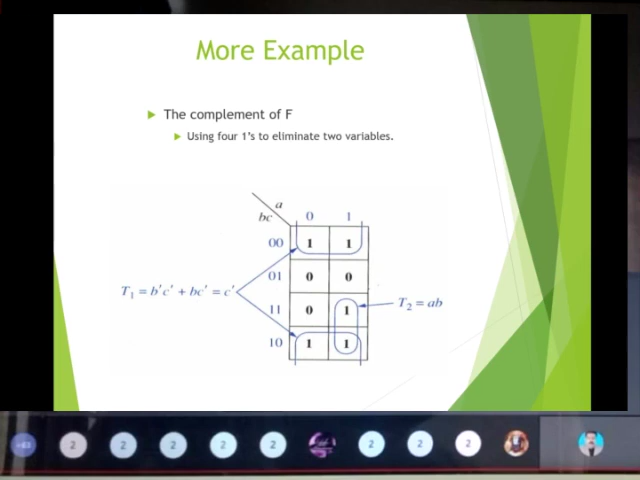 More Example
The complement of F
Using four 1's to eliminate two variables.
a
bc 0 1
00 1 1
01 0 0
T₁ = b'c' + bc' = c'
11 0 1
T₂ = ab
10 1 1
2 2 2 2 2 2 2 2